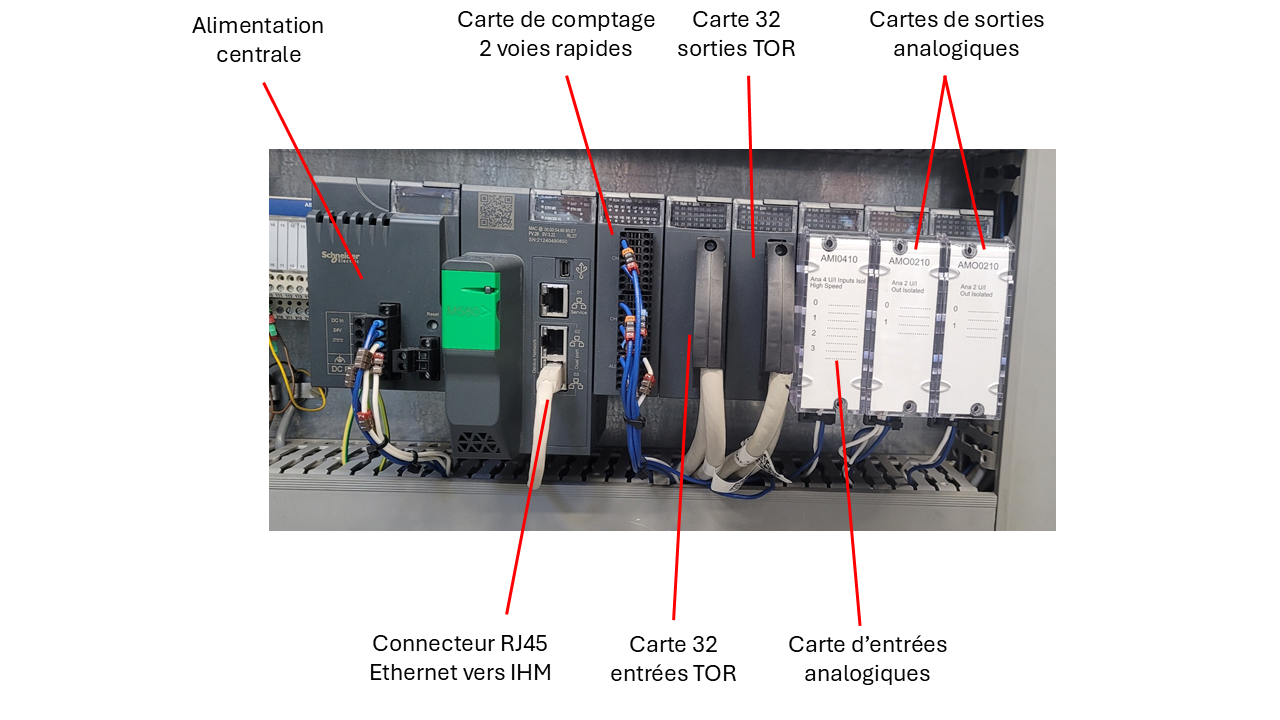 Alimentation
centrale
Carte de comptage
2 voies rapides
Carte 32
sorties TOR
Cartes de sorties
analogiques
Schneider
Electric
Reset
DC In
24V
Service
AMI0410
Ana 4 U/I Inputs Isol
High Speed
0
1
2
3
AMO0210
Ana 2 U/I
Out Isolated
0
1
AMO0210
Ana 2 U/I
Out Isolated
0
1
Connecteur RJ45
Ethernet vers IHM
Carte 32
entrées TOR
Carte d’entrées
analogiques